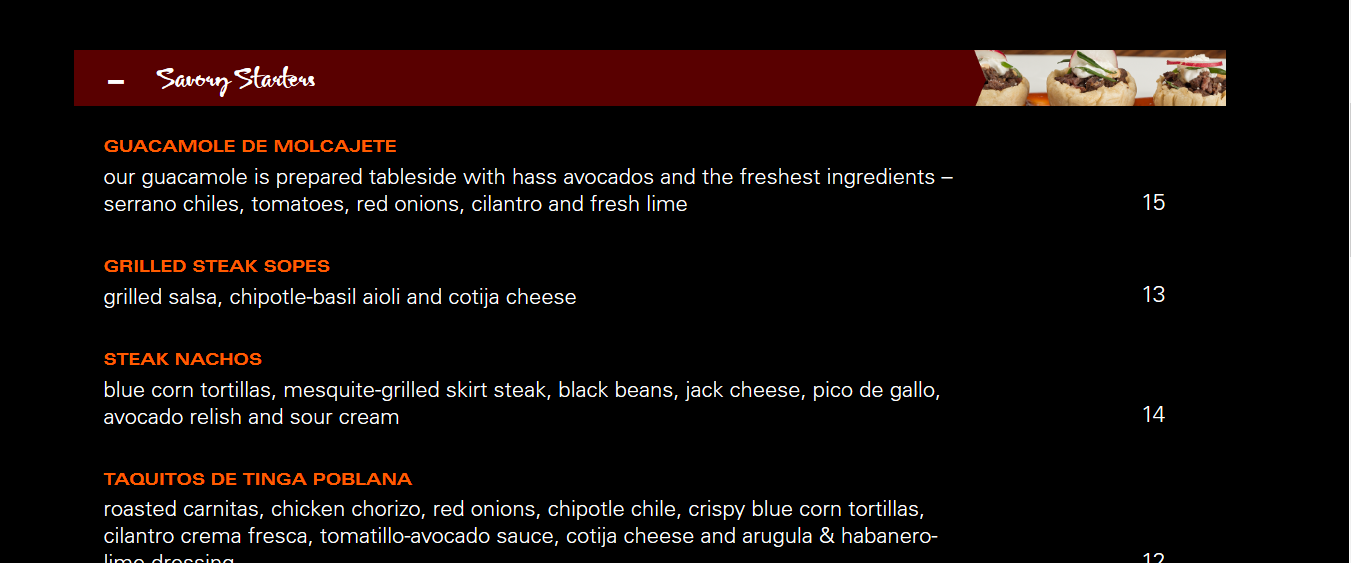 Savory Starters
GUACAMOLE DE MOLCAJETE
our guacamole is prepared tableside with hass avocados and the freshest ingredients –
serrano chiles, tomatoes, red onions, cilantro and fresh lime
15
GRILLED STEAK SOPES
grilled salsa, chipotle-basil aioli and cotija cheese
13
STEAK NACHOS
blue corn tortillas, mesquite-grilled skirt steak, black beans, jack cheese, pico de gallo,
avocado relish and sour cream
14
TAQUITOS DE TINGA POBLANA
roasted carnitas, chicken chorizo, red onions, chipotle chile, crispy blue corn tortillas,
cilantro crema fresca, tomatillo-avocado sauce, cotija cheese and arugula & habanero-
lime dressing
12